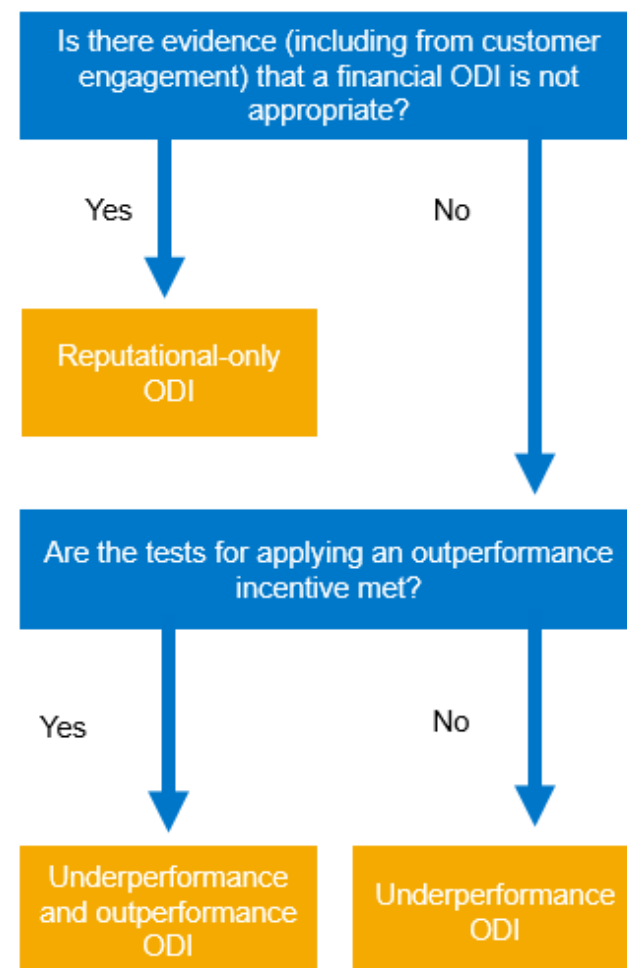 Is there evidence (including from customer
engagement) that a financial ODI is not
appropriate?
Yes
No
Reputational-only
ODI
Are the tests for applying an outperformance
incentive met?
Yes
No
Underperformance
and outperformance
ODI
Underperformance
ODI